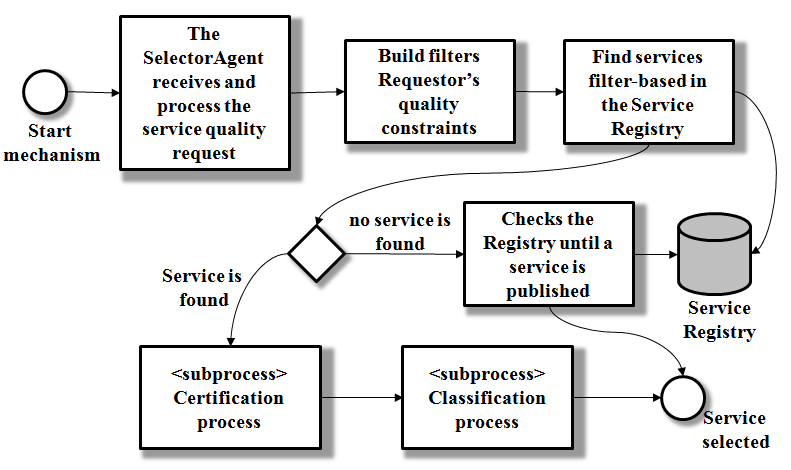 The
SelectorAgent
receives and
process the
service quality
request
Build filters
Requestor's
quality
constraints
Find services
filter-based in
the Service
Registry
Start
mechanism
no service is
found
Checks the
Registry until a
service is
published
Service is
found
Service
Registry
<subprocess>
Certification
process
<subprocess>
Classification
process
Service
selected